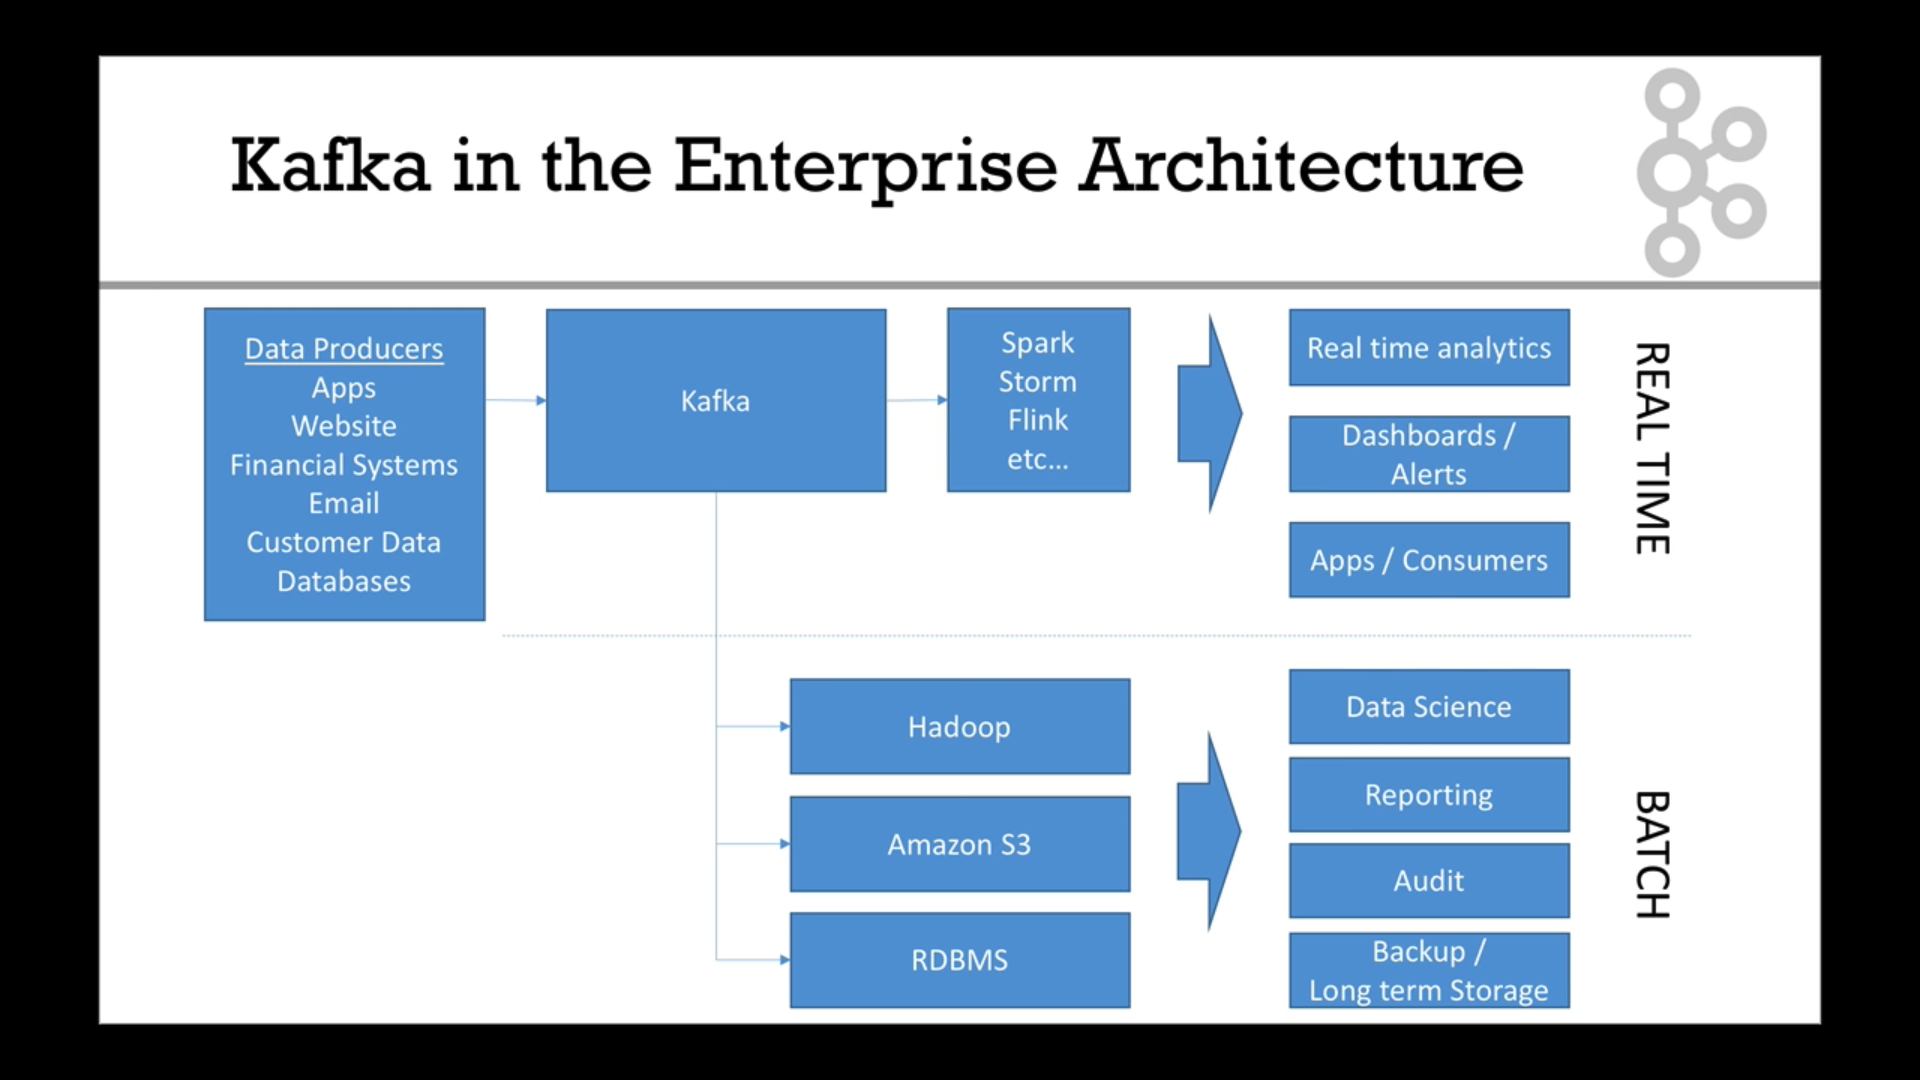 Kafka in the Enterprise Architecture
Data Producers
Apps
Website
Financial Systems
Email
Customer Data
Databases
Kafka
Spark
Storm
Flink
etc...
Real time analytics
Dashboards /
Alerts
Apps / Consumers
REAL TIME
Hadoop
Amazon S3
RDBMS
Data Science
Reporting
Audit
Backup /
Long term Storage
BATCH